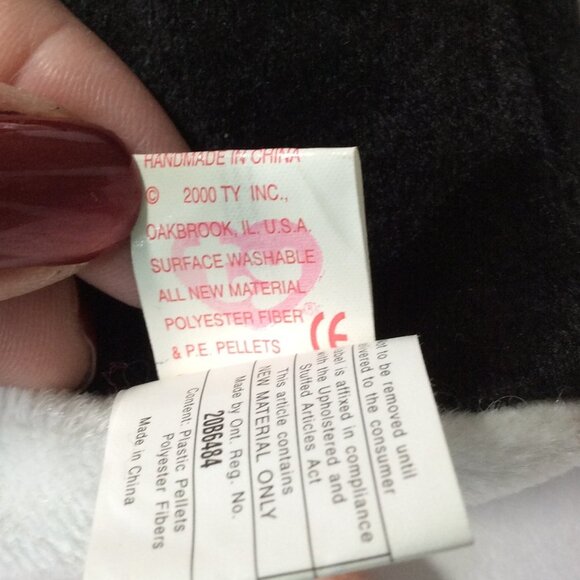 HANDMADE IN CHINA
© 2000 TY INC.,
OAKBROOK, IL. U.S.A.
SURFACE WASHABLE
ALL NEW MATERIAL
POLYESTER FIBER ®
& P.E. PELLETS
CE
to be removed until
delivered to the consumer
label is affixed in compliance
with the Upholstered and
Stuffed Articles Act
This article contains
NEW MATERIAL ONLY
Made by Ont. Reg. No.
20B6484
Content: Plastic Pellets
Polyester Fibers
Made in China